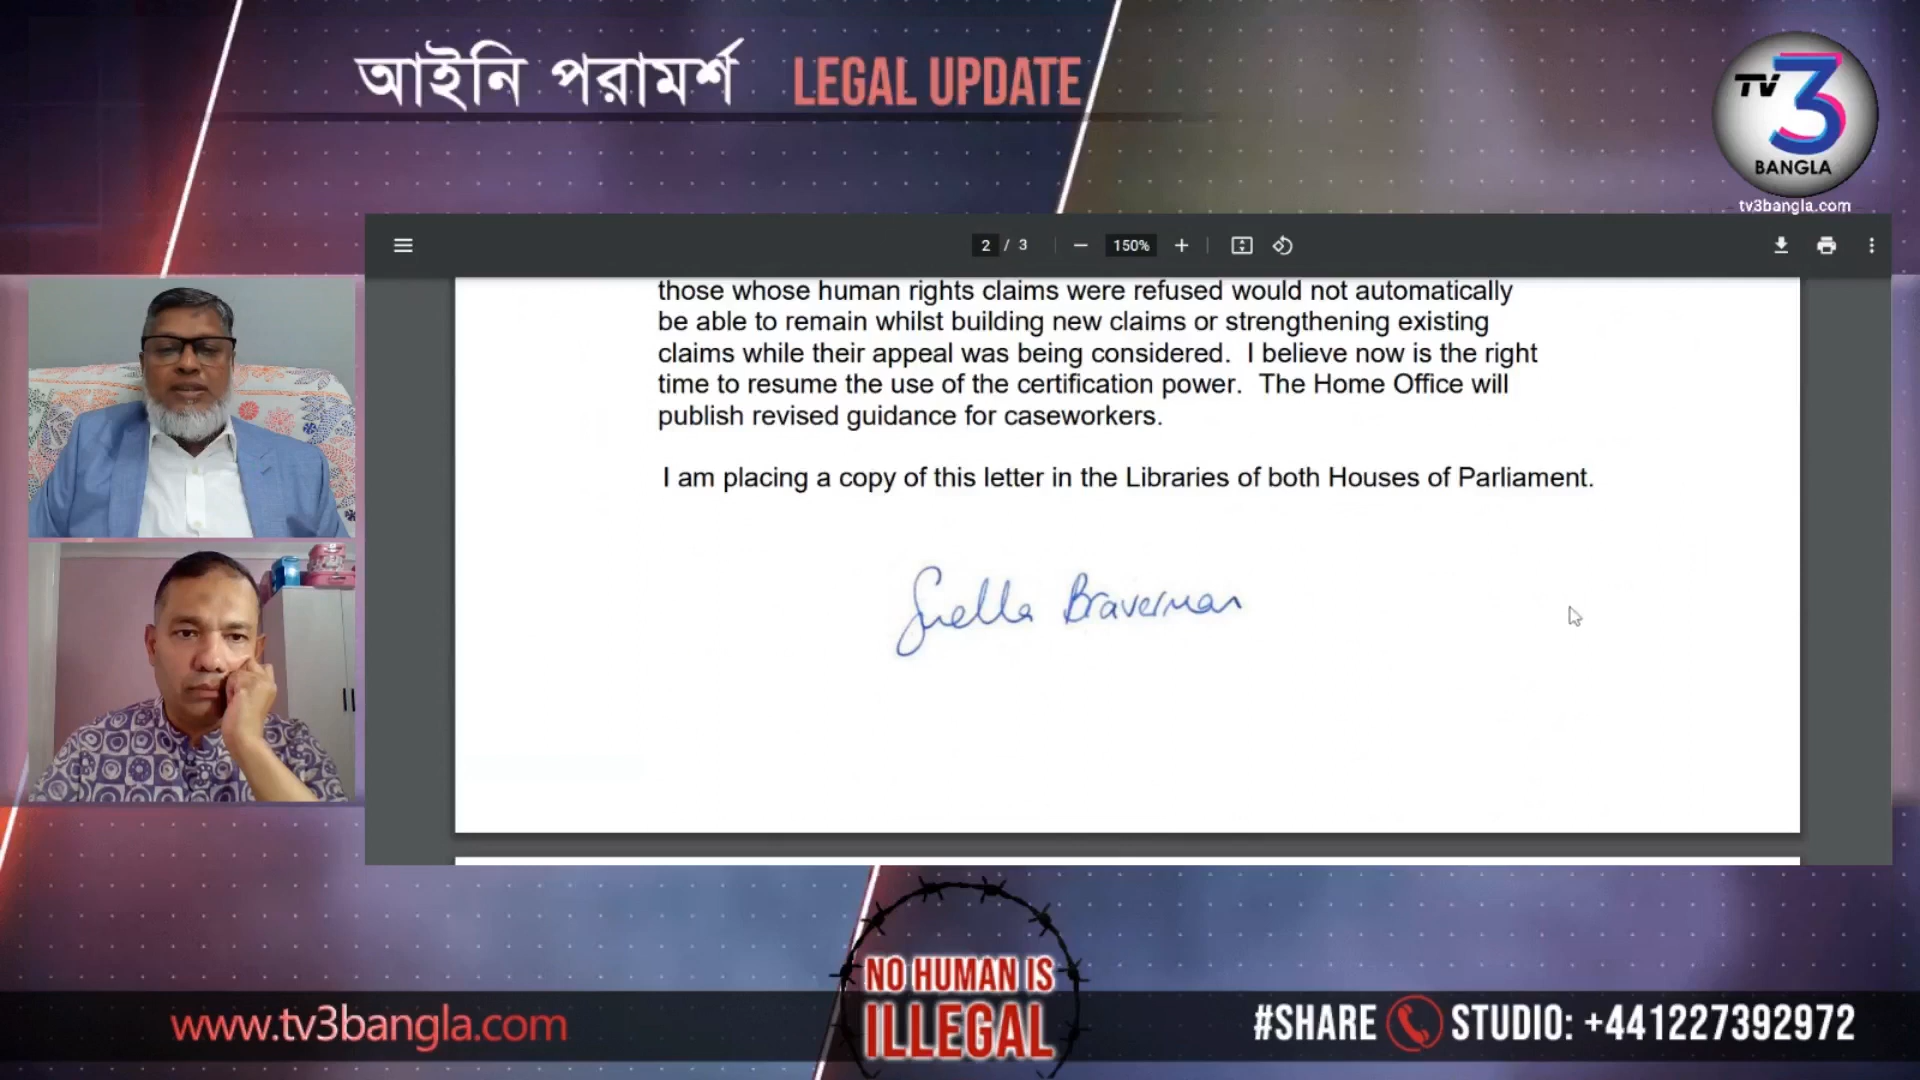 আইনি পরামর্শ LEGAL UPDATE
TV3
BANGLA
tv3bangla.com
2 / 3 150%
those whose human rights claims were refused would not automatically
be able to remain whilst building new claims or strengthening existing
claims while their appeal was being considered. I believe now is the right
time to resume the use of the certification power. The Home Office will
publish revised guidance for caseworkers.
I am placing a copy of this letter in the Libraries of both Houses of Parliament.
Suella Braverman
NO HUMAN IS
ILLEGAL
www.tv3bangla.com
#SHARE STUDIO: +441227392972